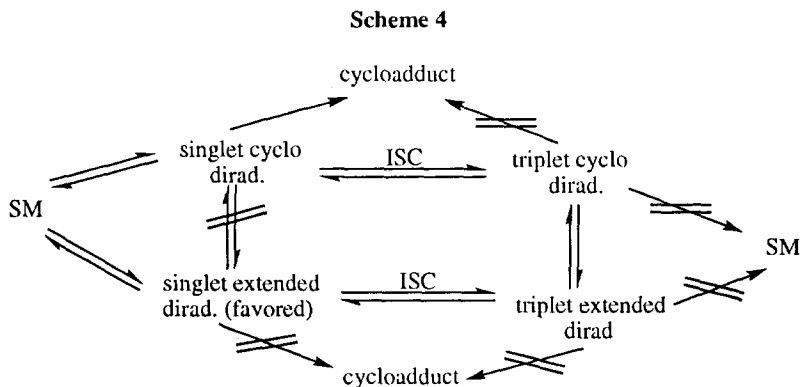 Scheme 4
cycloadduct
singlet cyclo
dirad.
ISC
triplet cyclo
dirad.
SM
SM
singlet extended
dirad. (favored)
ISC
triplet extended
dirad
cycloadduct